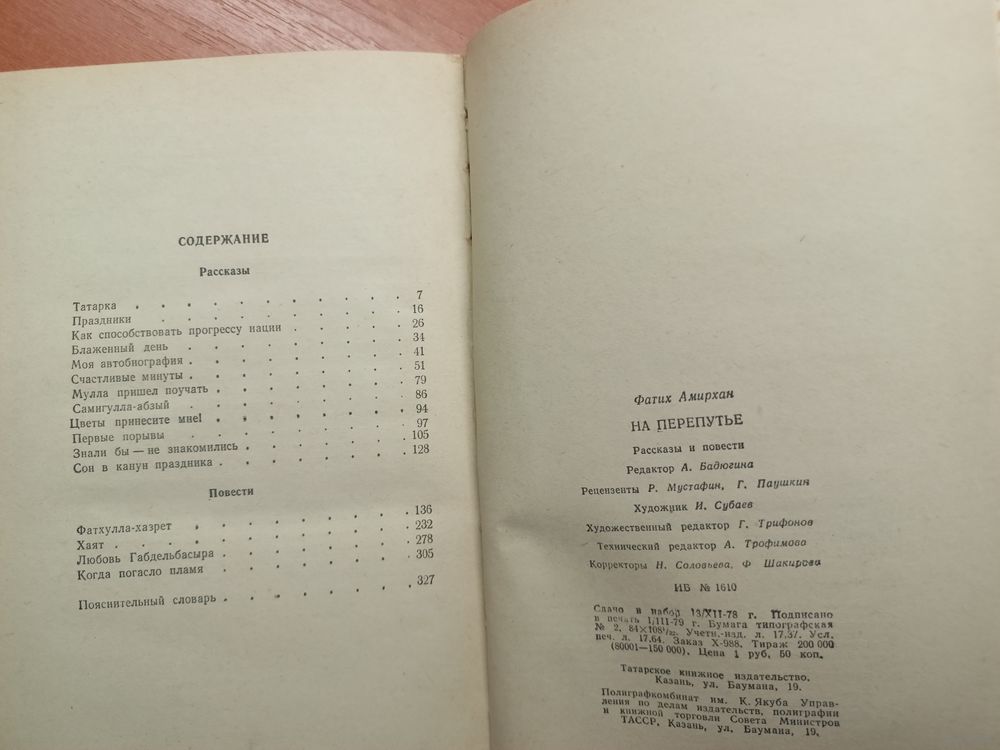 СОДЕРЖАНИЕ
Рассказы
Татарка . . . . . . . . . . . 7
Праздники . . . . . . . . . . 16
Как способствовать прогрессу нации . . . . . 26
Блаженный день . . . . . . . . . 34
Моя автобиография . . . . . . . . 41
Счастливые минуты . . . . . . . . 51
Мулла пришел поучать . . . . . . . 79
Самигулла-абзый . . . . . . . . 86
Цветы принесите мне! . . . . . . . 94
Первые порывы . . . . . . . . 97
Знали бы — не знакомились . . . . . . 105
Сон в канун праздника . . . . . . . 128
Повести
Фатхулла-хазрет . . . . . . . . 136
Хаят . . . . . . . . . . . 232
Любовь Габдельбасыра . . . . . . . 278
Когда погасло пламя . . . . . . . 305
Пояснительный словарь . . . . . . . 327
Фатих Амирхан
НА ПЕРЕПУТЬЕ
Рассказы и повести
Редактор А. Бадюгина
Рецензенты Р. Мустафин, Г. Паушкин
Художник И. Субаев
Художественный редактор Г. Трифонов
Технический редактор А. Трофимова
Корректоры Н. Соловьева, Ф Шакирова
ИБ № 1610
Сдано в набор 13/XII-78 г. Подписано
в печать 1/III-79 г. Бумага типографская
№ 2, 84×108¹/₃₂. Учетн.-изд. л. 17.37. Усл.
печ. л. 17,64. Заказ Х-988. Тираж 200 000
(80001—150 000). Цена 1 руб. 50 коп.
Татарское книжное издательство.
Казань, ул. Баумана, 19.
Полиграфкомбинат им. К. Якуба Управ-
ления по делам издательств, полиграфии
и книжной торговли Совета Министров
ТАССР, Казань, ул. Баумана, 19.